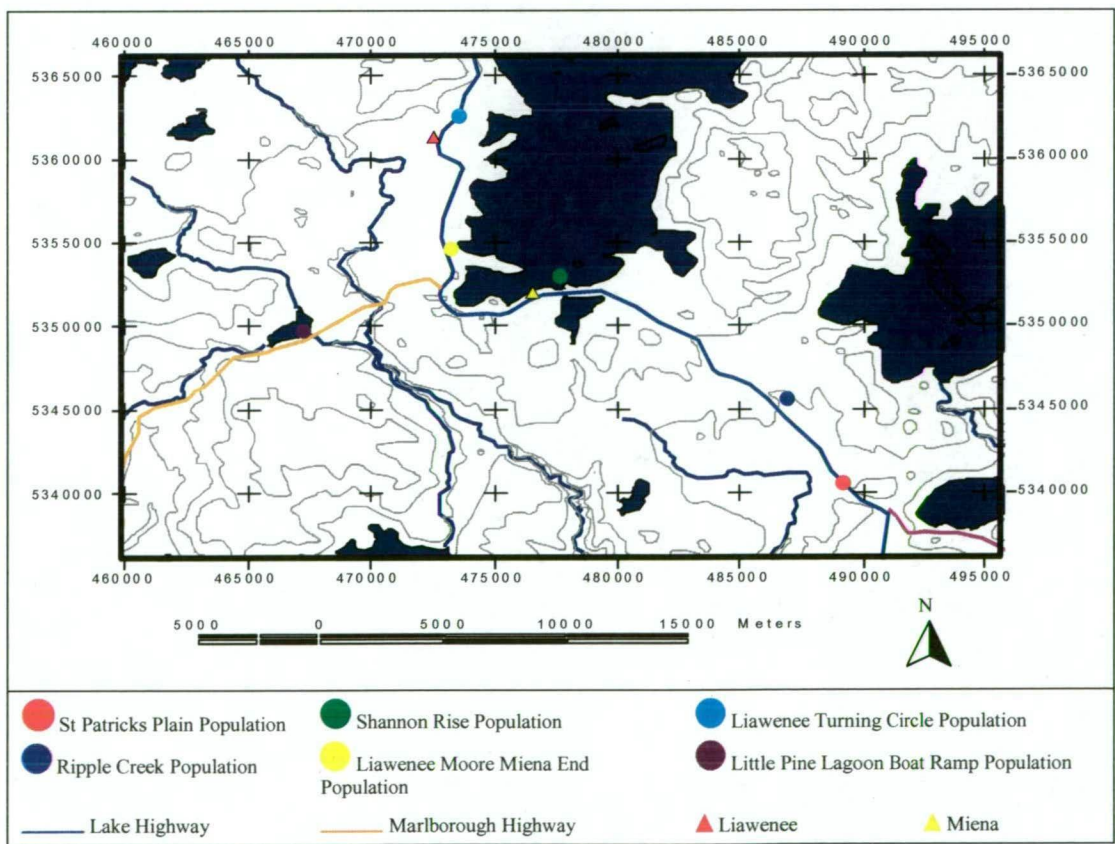 460000 465000 470000 475000 480000 485000 490000 495000
5365000 5365000
5360000 5360000
5355000 5355000
5350000 5350000
5345000 5345000
5340000 5340000
460000 465000 470000 475000 480000 485000 490000 495000
5000 0 5000 10000 15000 Meters
N
St Patricks Plain Population Shannon Rise Population Liawenee Turning Circle Population
Ripple Creek Population Liawenee Moore Miena End Little Pine Lagoon Boat Ramp Population
Population
Lake Highway Marlborough Highway Liawenee Miena